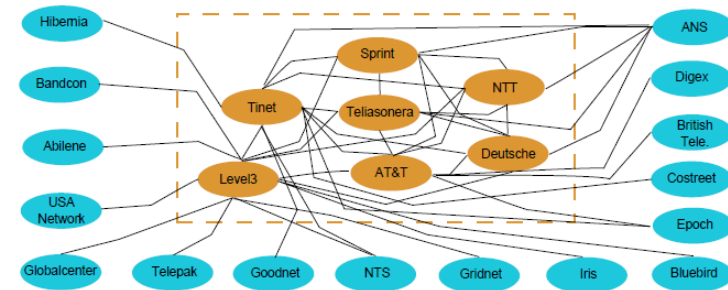 Hibernia
ANS
Sprint
Bandcon
NTT
Digex
Tinet
Teliasonera
British
Tele.
Abilene
Deutsche
Level3
AT&T
Costreet
USA
Network
Epoch
Globalcenter
Telepak
Goodnet
NTS
Gridnet
Iris
Bluebird